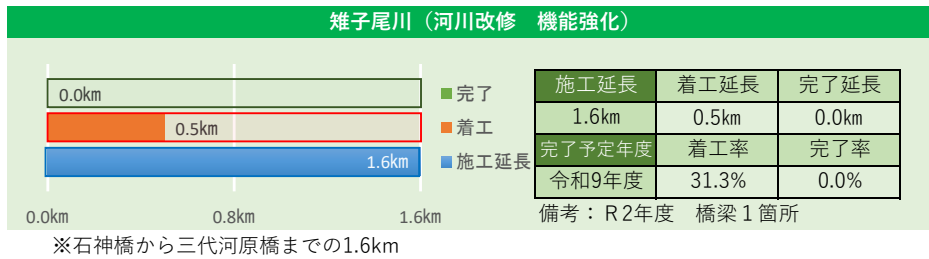 雉子尾川（河川改修　機能強化）
0.0km
0.5km
1.6km
0.0km 0.8km 1.6km
完了
着工
施工延長
施工延長 着工延長 完了延長
1.6km 0.5km 0.0km
完了予定年度 着工率 完了率
令和9年度 31.3% 0.0%
備考：Ｒ2年度　橋梁１箇所
※石神橋から三代河原橋までの1.6km